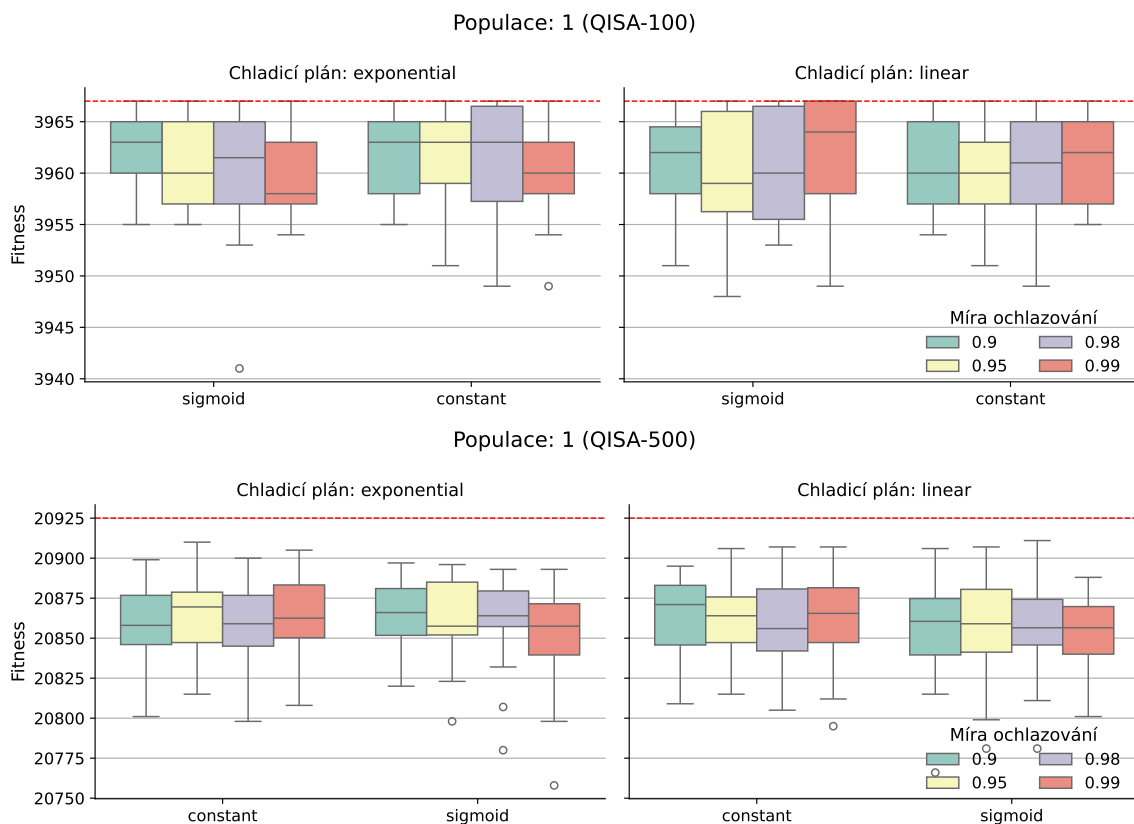 Populace: 1 (QISA-100)
Chladicí plán: exponential
Chladicí plán: linear
Fitness
3965
3960
3955
3950
3945
3940
sigmoid
constant
sigmoid
constant
Míra ochlazování
0.9
0.98
0.95
0.99
Populace: 1 (QISA-500)
Chladicí plán: exponential
Chladicí plán: linear
Fitness
20925
20900
20875
20850
20825
20800
20775
20750
constant
sigmoid
constant
sigmoid
Míra ochlazování
0.9
0.98
0.95
0.99